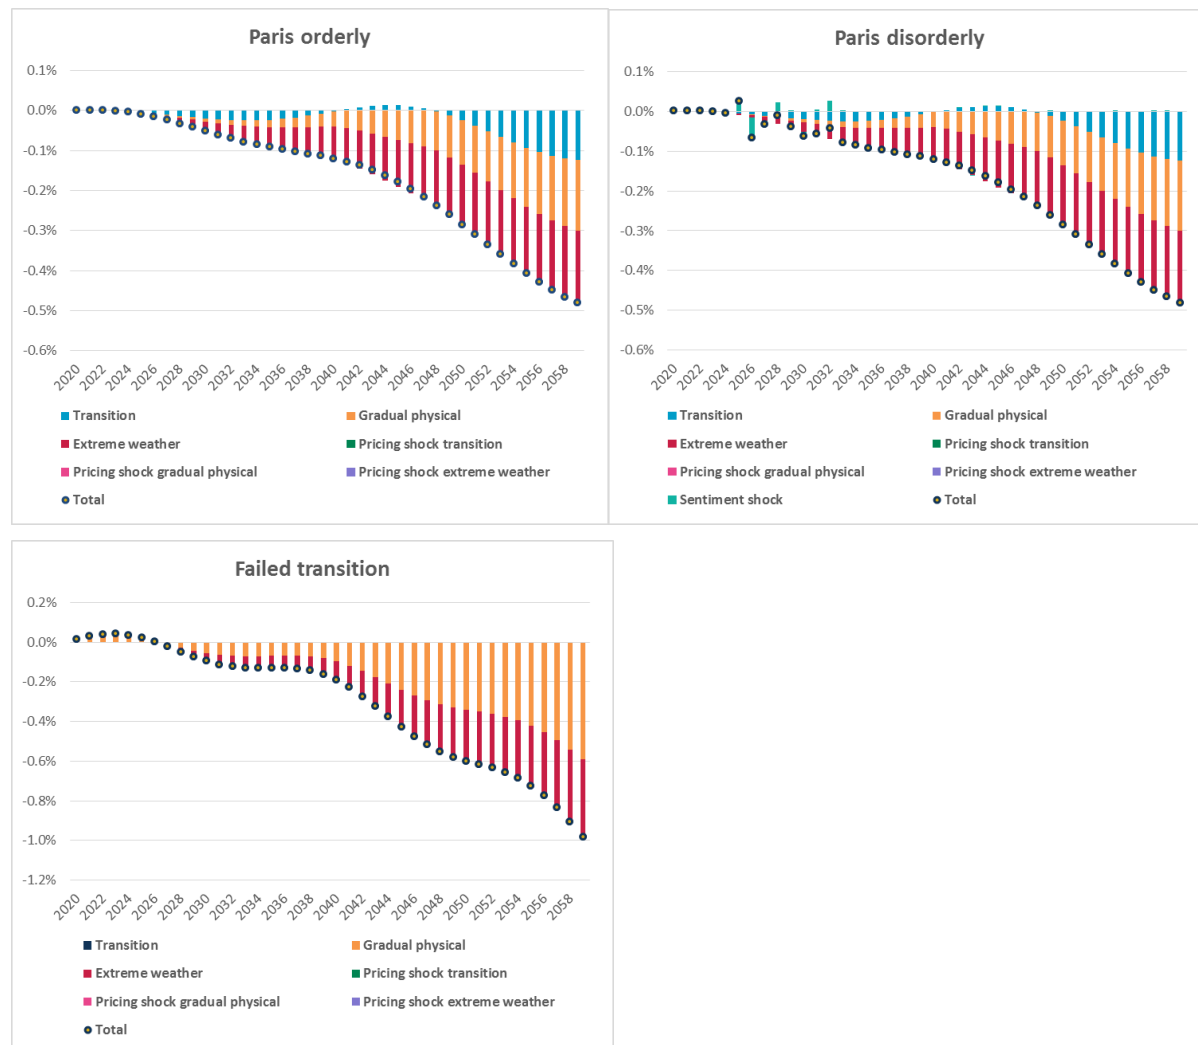 Paris orderly
0.1%
0.0%
-0.1%
-0.2%
-0.3%
-0.4%
-0.5%
-0.6%
2020 2022 2024 2026 2028 2030 2032 2034 2036 2038 2040 2042 2044 2046 2048 2050 2052 2054 2056 2058
Transition Gradual physical
Extreme weather Pricing shock transition
Pricing shock gradual physical Pricing shock extreme weather
Total
Paris disorderly
0.1%
0.0%
-0.1%
-0.2%
-0.3%
-0.4%
-0.5%
-0.6%
2020 2022 2024 2026 2028 2030 2032 2034 2036 2038 2040 2042 2044 2046 2048 2050 2052 2054 2056 2058
Transition Gradual physical
Extreme weather Pricing shock transition
Pricing shock gradual physical Pricing shock extreme weather
Sentiment shock Total
Failed transition
0.2%
0.0%
-0.2%
-0.4%
-0.6%
-0.8%
-1.0%
-1.2%
2020 2022 2024 2026 2028 2030 2032 2034 2036 2038 2040 2042 2044 2046 2048 2050 2052 2054 2056 2058
Transition Gradual physical
Extreme weather Pricing shock transition
Pricing shock gradual physical Pricing shock extreme weather
Total